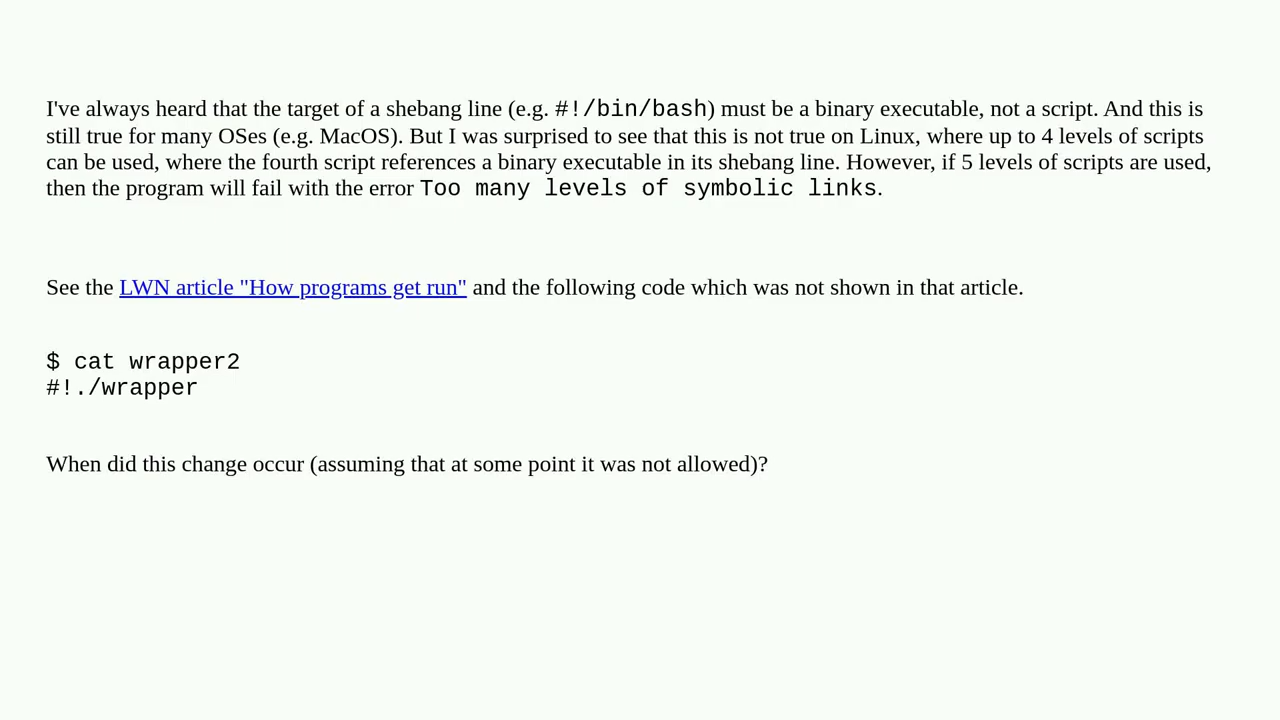 I've always heard that the target of a shebang line (e.g. #!/bin/bash) must be a binary executable, not a script. And this is
still true for many OSes (e.g. MacOS). But I was surprised to see that this is not true on Linux, where up to 4 levels of scripts
can be used, where the fourth script references a binary executable in its shebang line. However, if 5 levels of scripts are used,
then the program will fail with the error Too many levels of symbolic links.
See the LWN article "How programs get run" and the following code which was not shown in that article.
$ cat wrapper2
#!./wrapper
When did this change occur (assuming that at some point it was not allowed)?